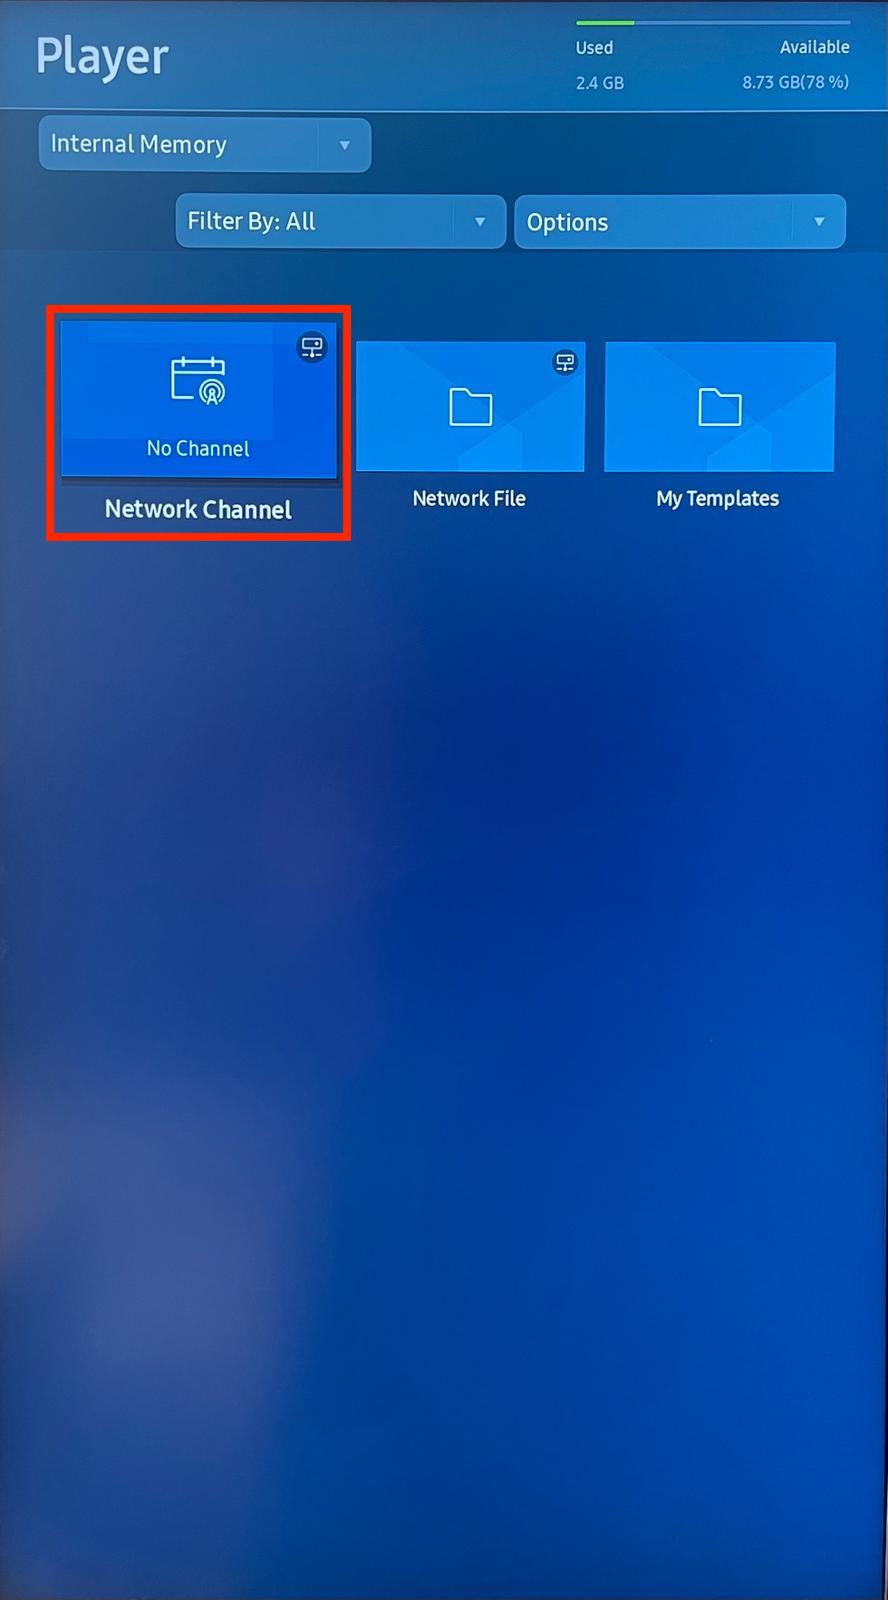 Player
Used Available
2.4 GB 8.73 GB(78 %)
Internal Memory
Filter By: All Options
No Channel
Network Channel Network File My Templates